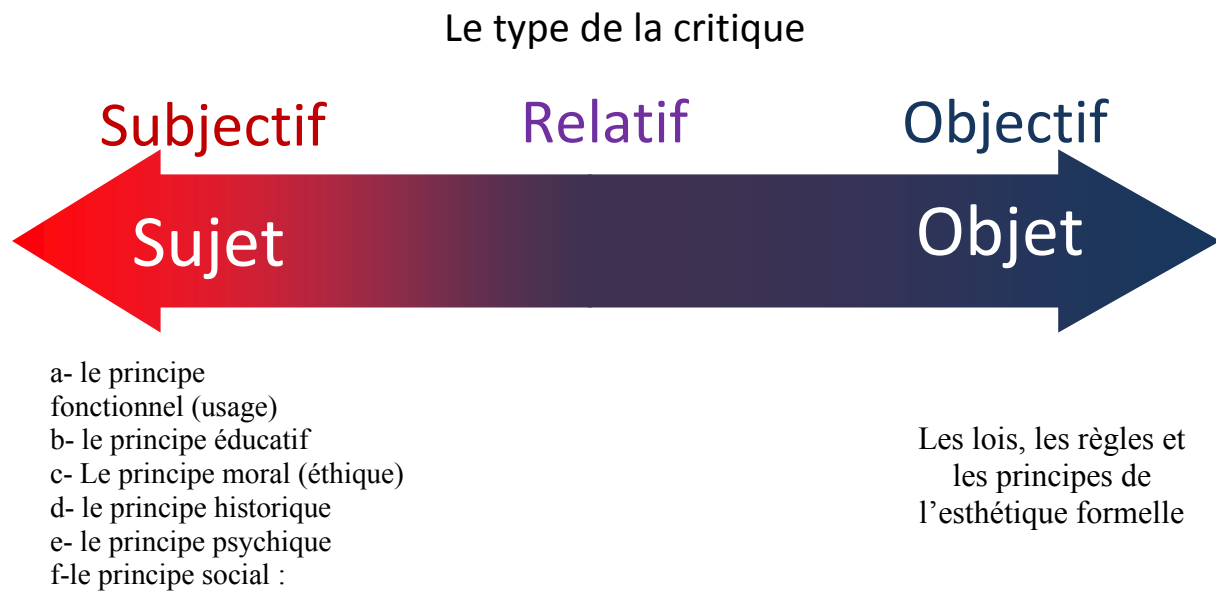 Le type de la critique
Subjectif
Relatif
Objectif
Sujet
Objet
a- le principe
fonctionnel (usage)
b- le principe éducatif
c- Le principe moral (éthique)
d- le principe historique
e- le principe psychique
f-le principe social :
Les lois, les règles et
les principes de
l’esthétique formelle